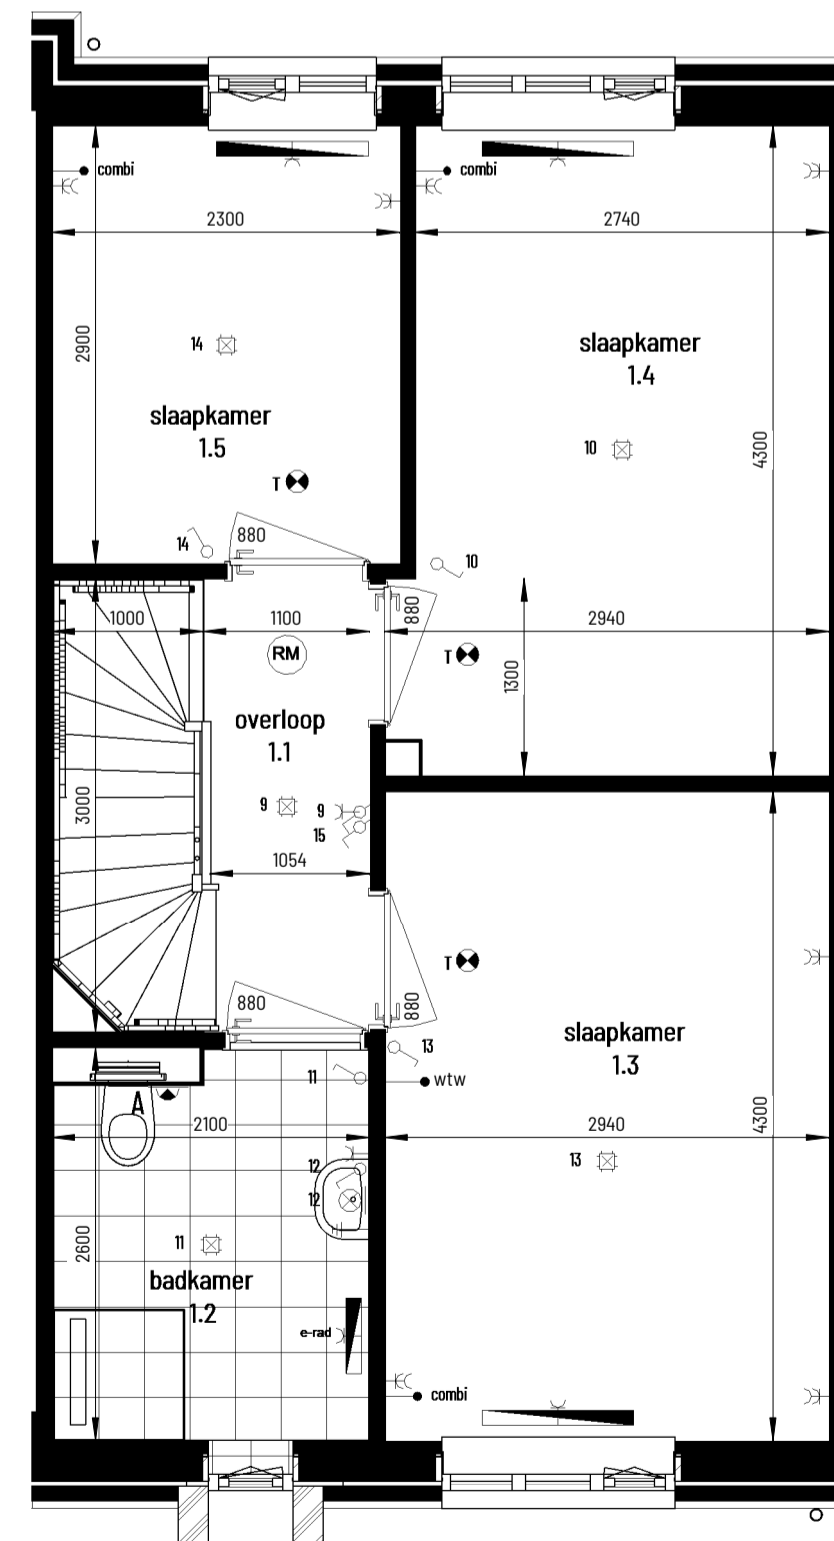 combi
combi
2300
2740
2900
14
slaapkamer
1.4
slaapkamer
1.5
10
4300
T
880
14
10
880
1000
1100
2940
RM
T
1300
overloop
1.1
3000
9
9
15
1054
T
880
880
slaapkamer
1.3
13
11
wtw
A
2100
2940
4300
12
13
12
11
2600
badkamer
1.2
e-rad
combi